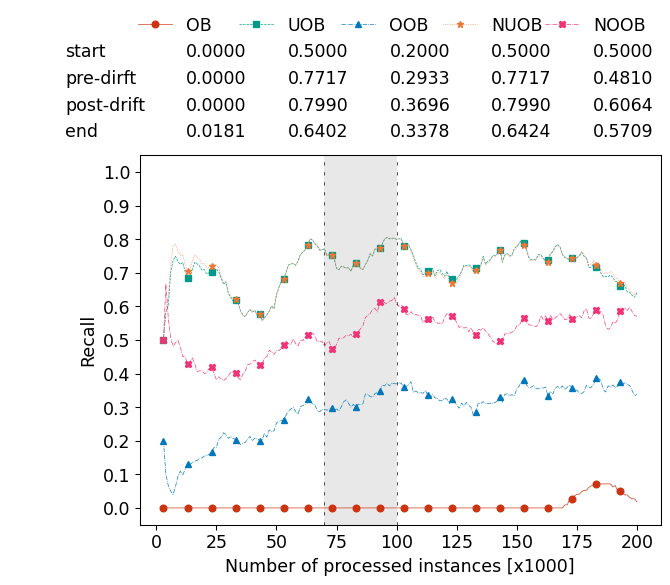 OB UOB OOB NUOB NOOB
start 0.0000 0.5000 0.2000 0.5000 0.5000
pre-dirft 0.0000 0.7717 0.2933 0.7717 0.4810
post-drift 0.0000 0.7990 0.3696 0.7990 0.6064
end 0.0181 0.6402 0.3378 0.6424 0.5709
1.0
0.9
0.8
0.7
0.6
0.5
0.4
0.3
0.2
0.1
0.0
Recall
0 25 50 75 100 125 150 175 200
Number of processed instances [x1000]